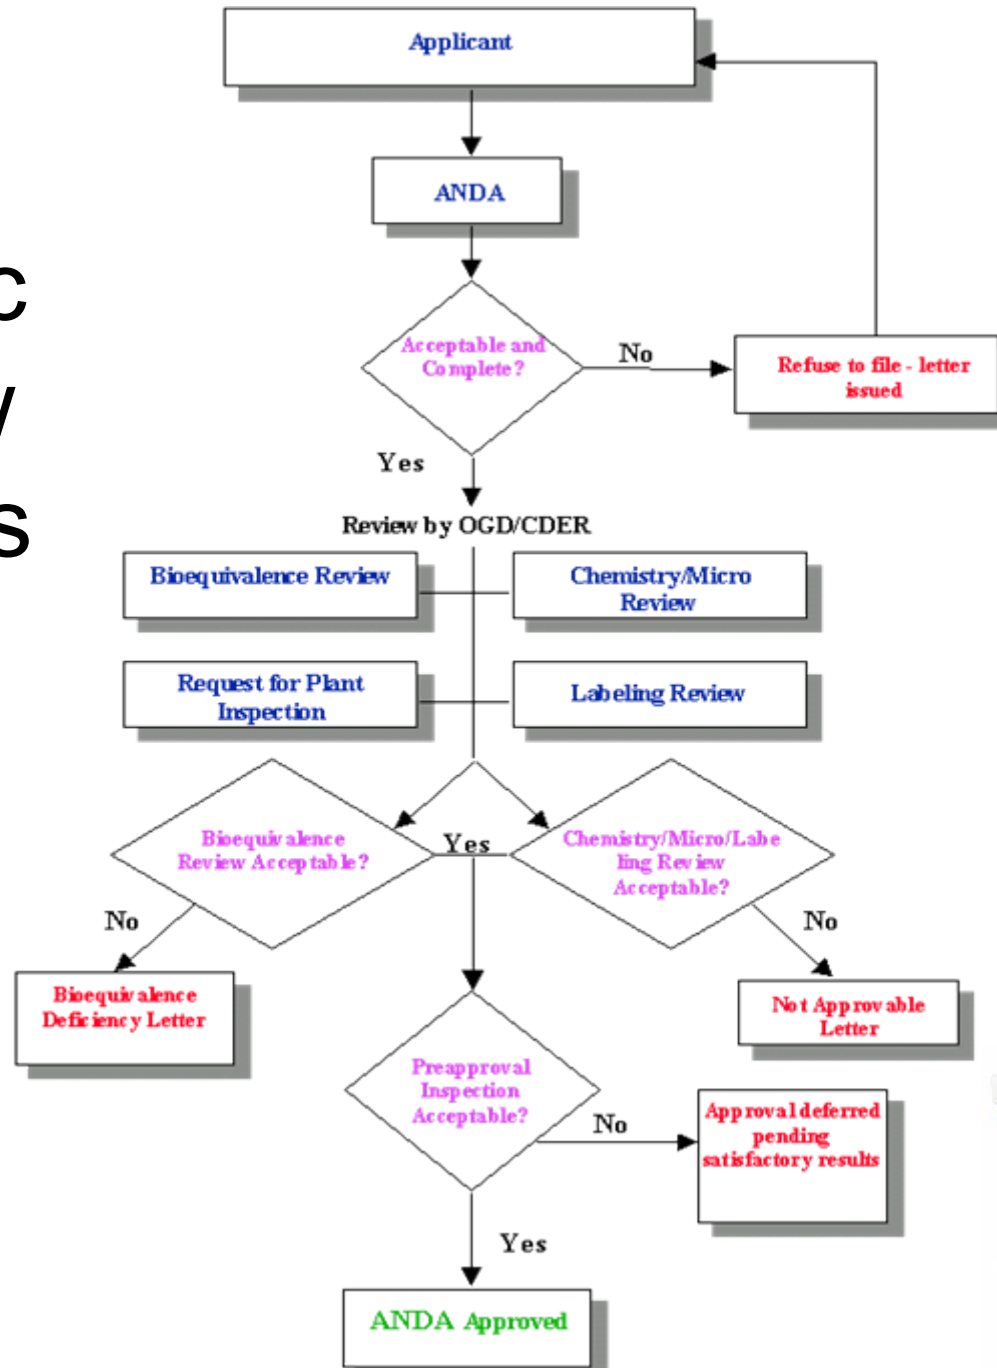 Applicant
ANDA
c
y
s
Acceptable and
Complete?
No
Refuse to file - letter
issued
Yes
Review by OGD/CDER
Bioequivalence Review
Chemistry/Micro
Review
Request for Plant
Inspection
Labeling Review
Bioequivalence
Review Acceptable?
Yes
Chemistry/Micro/Labe
ling Review
Acceptable?
No
No
Bioequivalence
Deficiency Letter
Not Approvable
Letter
Preapproval
Inspection
Acceptable?
No
Approval deferred
pending
satisfactory results
Yes
ANDA Approved